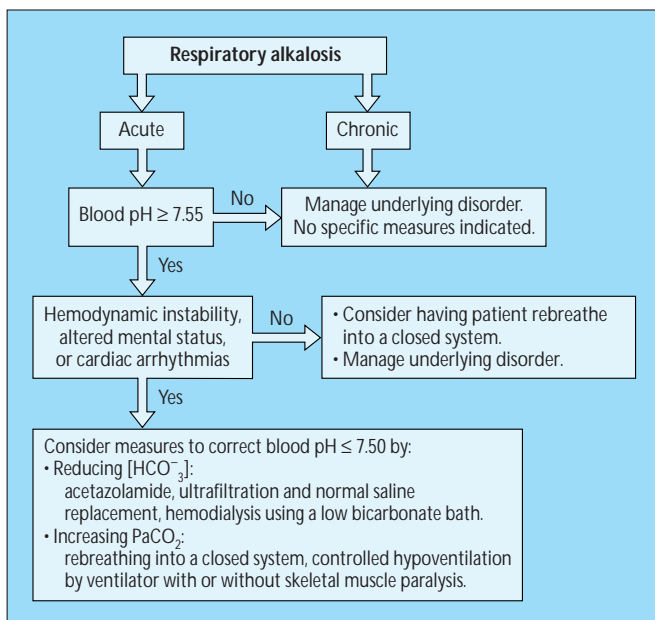 Respiratory alkalosis
Acute
Chronic
Blood pH ≥ 7.55
No
Manage underlying disorder.
No specific measures indicated.
Yes
Hemodynamic instability,
altered mental status,
or cardiac arrhythmias
No
• Consider having patient rebreathe
into a closed system.
• Manage underlying disorder.
Yes
Consider measures to correct blood pH ≤ 7.50 by:
• Reducing [HCO⁻₃]:
acetazolamide, ultrafiltration and normal saline
replacement, hemodialysis using a low bicarbonate bath.
• Increasing PaCO₂:
rebreathing into a closed system, controlled hypoventilation
by ventilator with or without skeletal muscle paralysis.